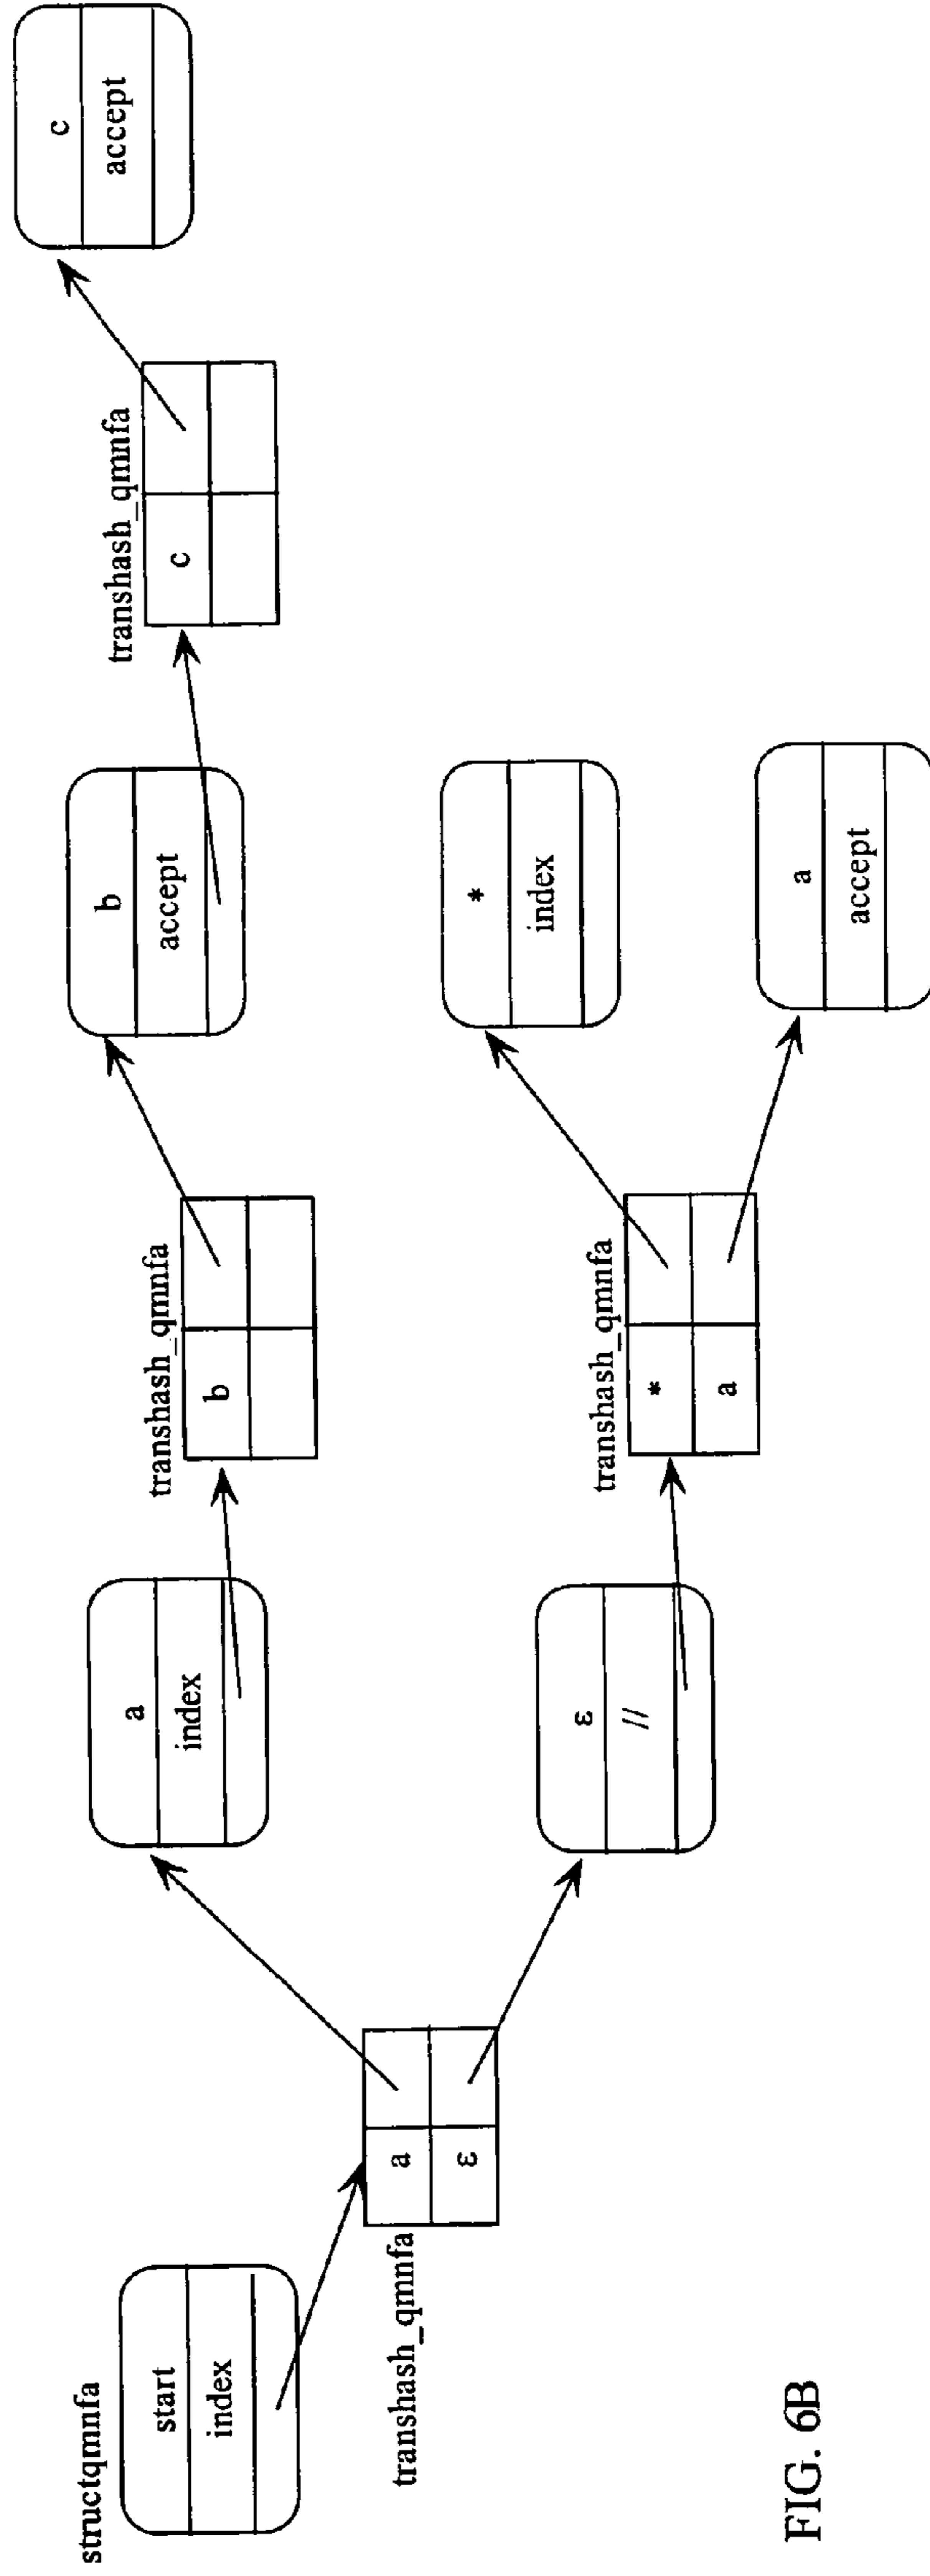 structqmnfa
start
index
transhash_qmnfa
a
ε
a
index
transhash_qmnfa
b
b
accept
transhash_qmnfa
c
c
accept
ε
//
transhash_qmnfa
*
a
*
index
a
accept
FIG. 6B